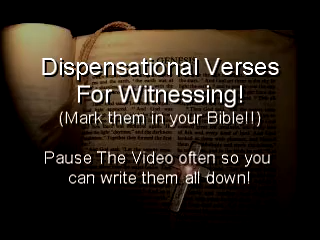 Dispensational Verses
For Witnessing!
(Mark them in your Bible!!)
Pause The Video often so you
can write them all down!